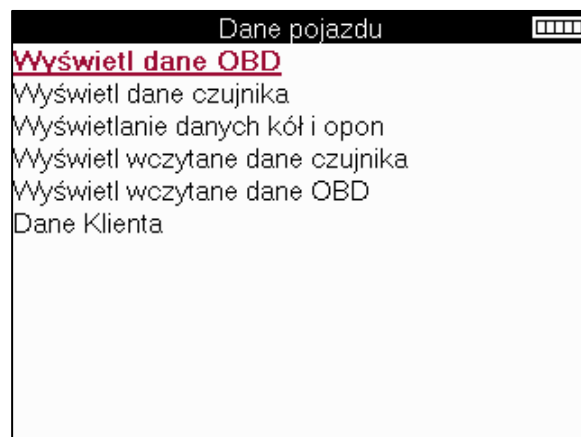 Dane pojazdu
Wyświetl dane OBD
Wyświetl dane czujnika
Wyświetlanie danych kół i opon
Wyświetl wczytane dane czujnika
Wyświetl wczytane dane OBD
Dane Klienta